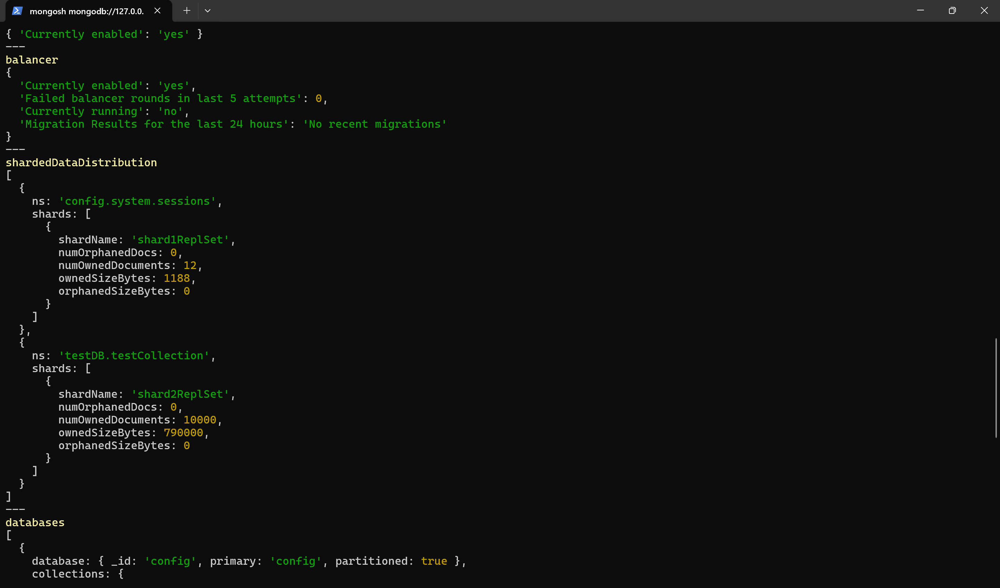 mongosh mongodb://127.0.0.
{ 'Currently enabled': 'yes' }
---
balancer
{
  'Currently enabled': 'yes',
  'Failed balancer rounds in last 5 attempts': 0,
  'Currently running': 'no',
  'Migration Results for the last 24 hours': 'No recent migrations'
}
---
shardedDataDistribution
[
  {
    ns: 'config.system.sessions',
    shards: [
      {
        shardName: 'shard1ReplSet',
        numOrphanedDocs: 0,
        numOwnedDocuments: 12,
        ownedSizeBytes: 1188,
        orphanedSizeBytes: 0
      }
    ]
  },
  {
    ns: 'testDB.testCollection',
    shards: [
      {
        shardName: 'shard2ReplSet',
        numOrphanedDocs: 0,
        numOwnedDocuments: 10000,
        ownedSizeBytes: 790000,
        orphanedSizeBytes: 0
      }
    ]
  }
]
---
databases
[
  {
    database: { _id: 'config', primary: 'config', partitioned: true },
    collections: {